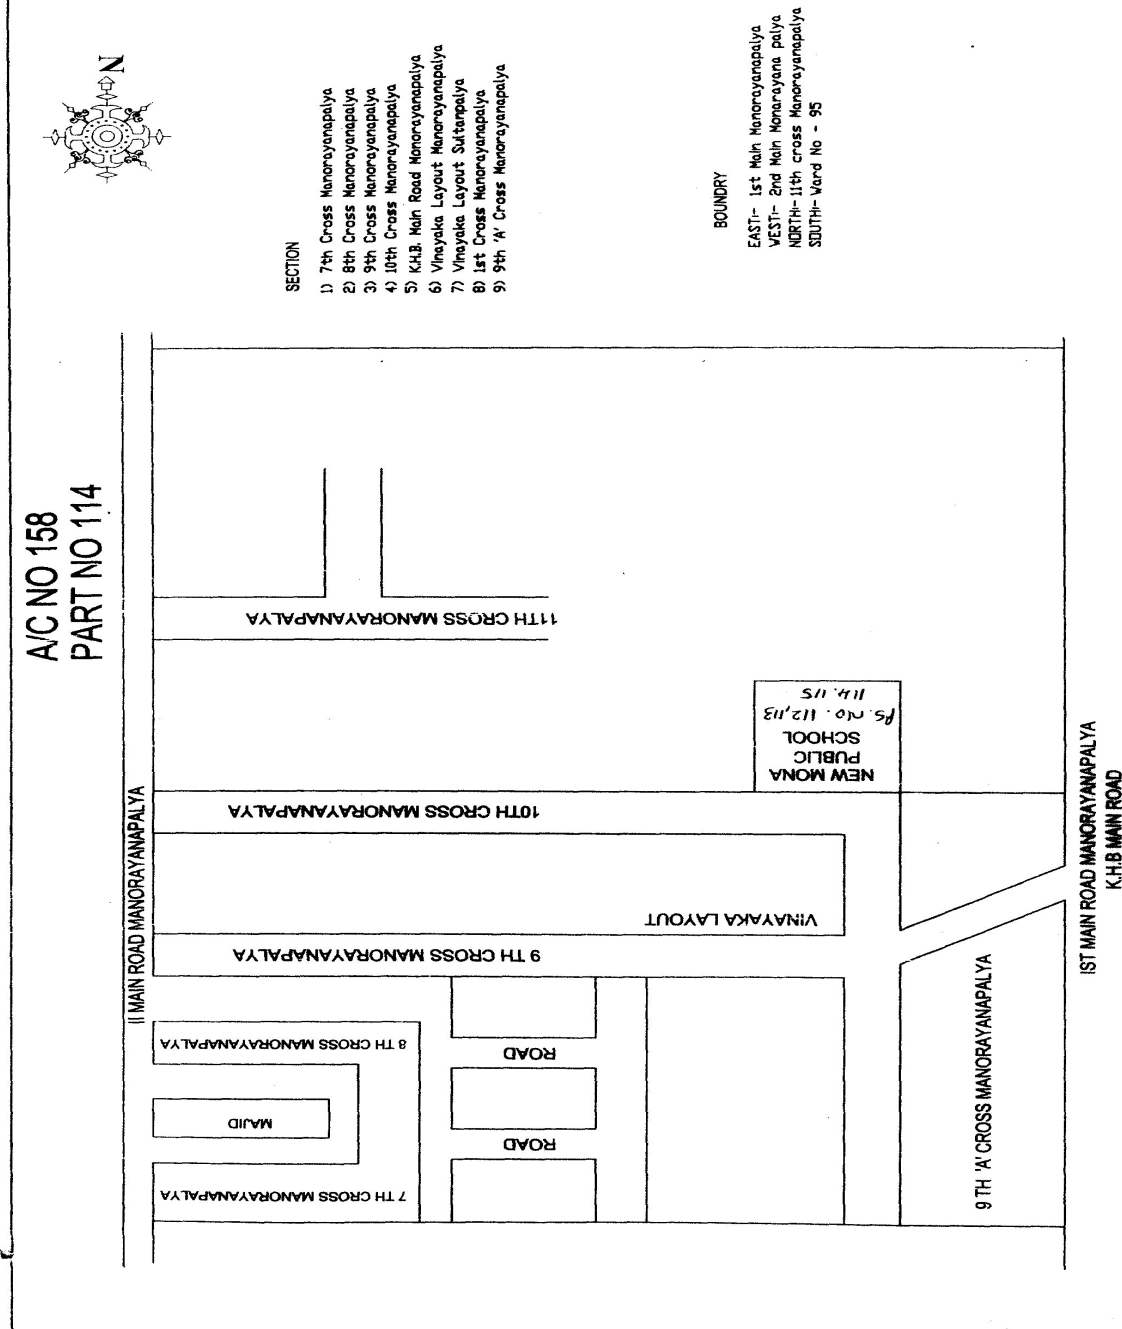 A/C NO 158
PART NO 114
N
SECTION
1) 7th Cross Manorayanapalya
2) 8th Cross Manorayanapalya
3) 9th Cross Manorayanapalya
4) 10th Cross Manorayanapalya
5) K.H.B. Main Road Manorayanapalya
6) Vinayaka Layout Manorayanapalya
7) Vinayaka Layout Sultanpalya
8) 1st Cross Manorayanapalya
9) 9th 'A' Cross Manorayanapalya
BOUNDRY
EAST:- 1st Main Manorayanapalya
WEST:- 2nd Main Manarayana palya
NORTH:- 11th cross Manorayanapalya
SOUTH:- Ward No - 95
II MAIN ROAD MANORAYANAPALYA
11TH CROSS MANORAYANAPALYA
10TH CROSS MANORAYANAPALYA
NEW MONA
PUBLIC
SCHOOL
PS. NO. 112, 113
114. 115
VINAYAKA LAYOUT
9 TH CROSS MANORAYANAPALYA
8 TH CROSS MANORAYANAPALYA
MAJID
7 TH CROSS MANORAYANAPALYA
ROAD
ROAD
9 TH 'A' CROSS MANORAYANAPALYA
IST MAIN ROAD MANORAYANAPALYA
K.H.B MAIN ROAD